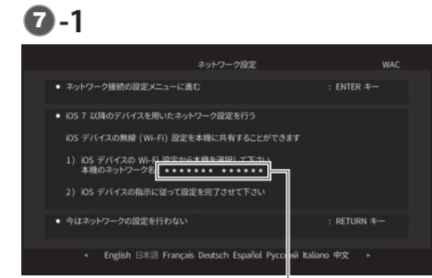 7-1
ネットワーク設定 WAC
● ネットワーク接続の設定メニューに進む : ENTER キー
● iOS 7 以降のデバイスを用いたネットワーク設定を行う
iOS デバイスの無線 (Wi-Fi) 設定を本機に共有することができます
1) iOS デバイスの Wi-Fi 設定から本機を選択して下さい
本機のネットワーク名 ******* ******
2) iOS デバイスの指示に従って設定を完了させて下さい
● 今はネットワークの設定を行わない : RETURN キー
◂ English 日本語 Français Deutsch Español Русский Italiano 中文 ▸